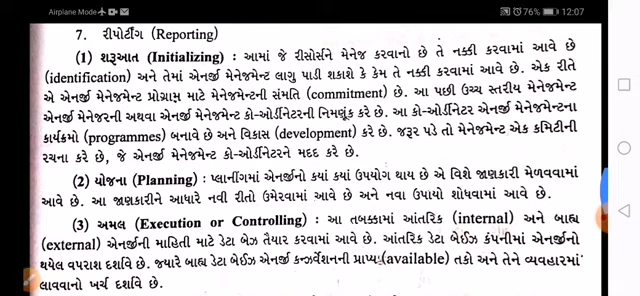 Airplane Mode 76% 12:07
7. રીપોર્ટીંગ (Reporting)
(1) શરૂઆત (Initializing) : આમાં જે રીસોર્સને મેનેજ કરવાનો છે તે નક્કી કરવામાં આવે છે
(identification) અને તેમાં એનર્જી મેનેજમેન્ટ લાગુ પાડી શકાશે કે કેમ તે નક્કી કરવામાં આવે છે. એક રીતે
એ એનર્જી મેનેજમેન્ટ પ્રોગ્રામ માટે મેનેજમેન્ટની સંમતિ (commitment) છે. આ પછી ઉચ્ચ સ્તરીય મેનેજમેન્ટ
એનર્જી મેનેજરની અથવા એનર્જી મેનેજમેન્ટ કો-ઓર્ડિનેટરની નિમણૂંક કરે છે. આ કો-ઓર્ડીનેટર એનર્જી મેનેજમેન્ટના
કાર્યક્રમો (programmes) બનાવે છે અને વિકાસ (development) કરે છે. જરૂર પડે તો મેનેજમેન્ટ એક કમિટીની
રચના કરે છે, જે એનર્જી મેનેજમેન્ટ કો-ઓર્ડિનેટરને મદદ કરે છે.
(2) યોજના (Planning) : પ્લાનીંગમાં એનર્જીનો ક્યાં ક્યાં ઉપયોગ થાય છે એ વિશે જાણકારી મેળવવામાં
આવે છે. આ જાણકારીને આધારે નવી રીતો ઉમેરવામાં આવે છે અને નવા ઉપાયો શોધવામાં આવે છે.
(3) અમલ (Execution or Controlling) : આ તબક્કામાં આંતરિક (internal) અને બાહ્ય
(external) એનર્જીની માહિતી માટે ડેટા બેઝ તૈયાર કરવામાં આવે છે. આંતરિક ડેટા બેઈઝ કંપનીમાં એનર્જીનો
થયેલ વપરાશ દર્શાવે છે. જ્યારે બાહ્ય ડેટા બેઈઝ એનર્જી કન્ઝર્વેશનની પ્રાપ્ય (available) તકો અને તેને વ્યવહારમાં
લાવવાનો ખર્ચ દર્શાવે છે.